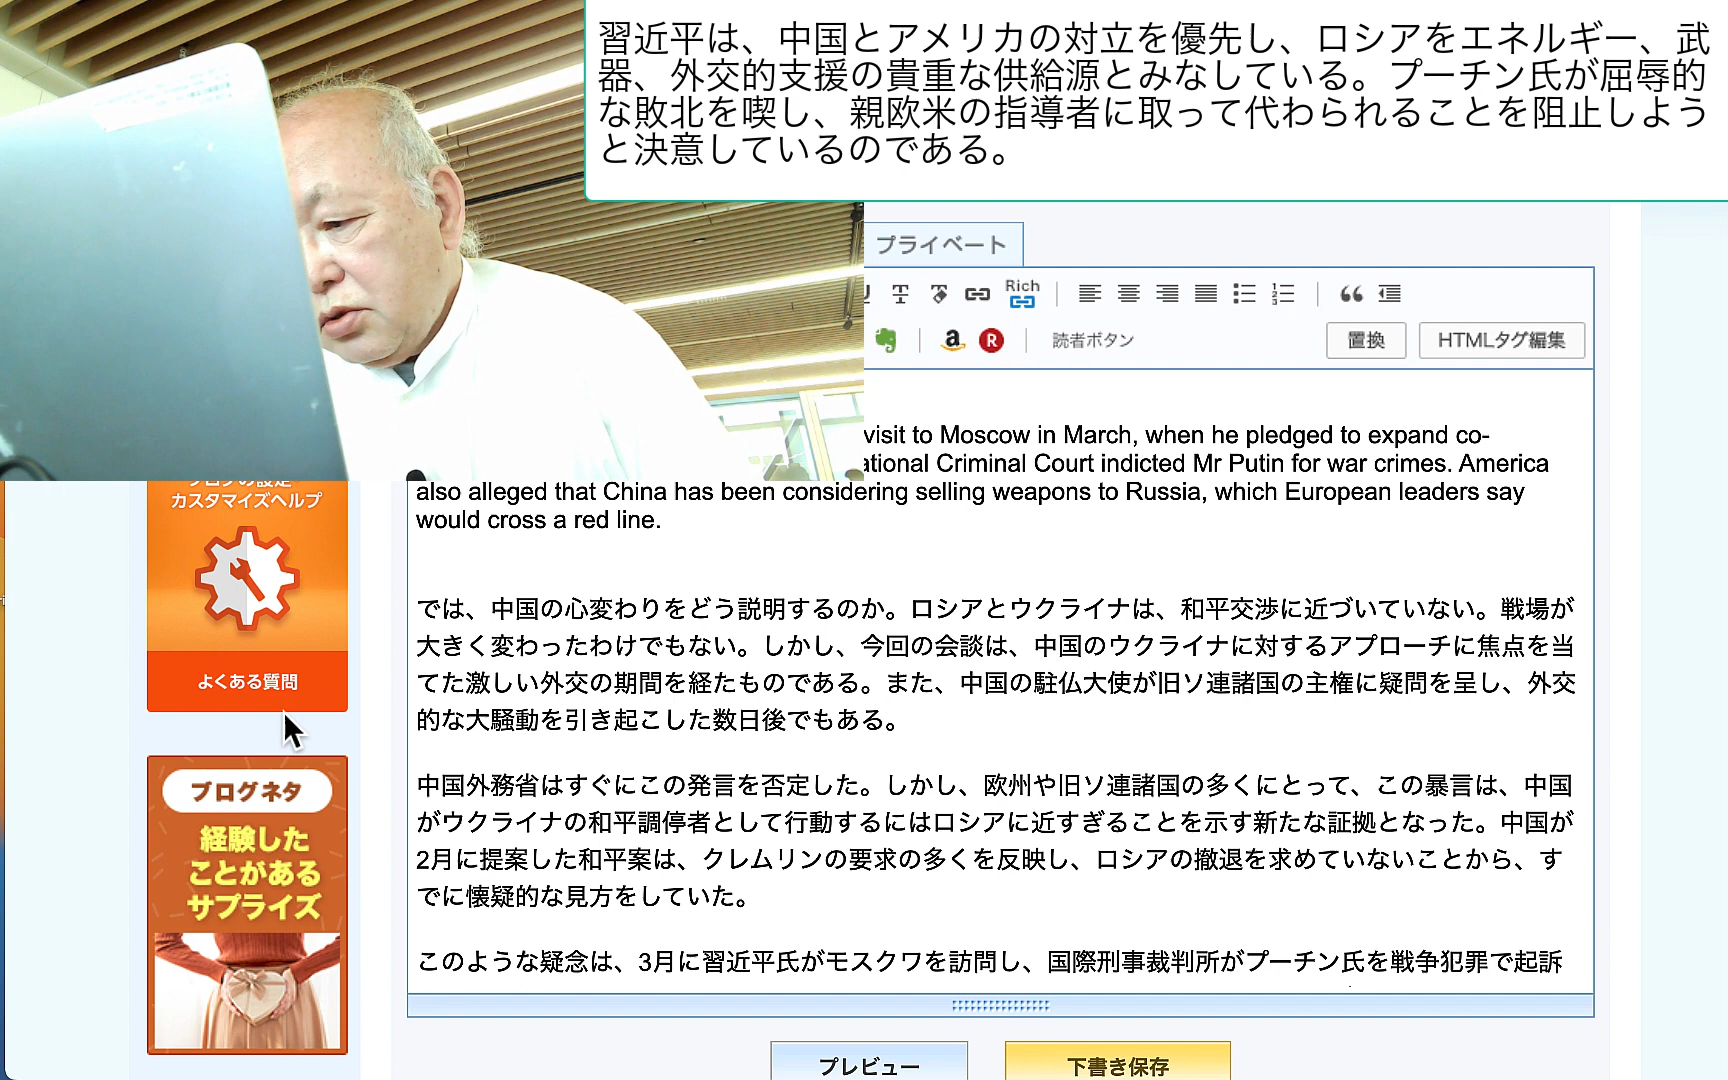 習近平は、中国とアメリカの対立を優先し、ロシアをエネルギー、武
器、外交的支援の貴重な供給源とみなしている。プーチン氏が屈辱的
な敗北を喫し、親欧米の指導者に取って代わられることを阻止しよう
と決意しているのである。
プライベート
Rich
読者ボタン
置換
HTMLタグ編集
visit to Moscow in March, when he pledged to expand co-
ational Criminal Court indicted Mr Putin for war crimes. America
also alleged that China has been considering selling weapons to Russia, which European leaders say
would cross a red line.
カスタマイズヘルプ
よくある質問
では、中国の心変わりをどう説明するのか。ロシアとウクライナは、和平交渉に近づいていない。戦場が
大きく変わったわけでもない。しかし、今回の会談は、中国のウクライナに対するアプローチに焦点を当
てた激しい外交の期間を経たものである。また、中国の駐仏大使が旧ソ連諸国の主権に疑問を呈し、外交
的な大騒動を引き起こした数日後でもある。
中国外務省はすぐにこの発言を否定した。しかし、欧州や旧ソ連諸国の多くにとって、この暴言は、中国
がウクライナの和平調停者として行動するにはロシアに近すぎることを示す新たな証拠となった。中国が
2月に提案した和平案は、クレムリンの要求の多くを反映し、ロシアの撤退を求めていないことから、す
でに懐疑的な見方をしていた。
このような疑念は、3月に習近平氏がモスクワを訪問し、国際刑事裁判所がプーチン氏を戦争犯罪で起訴
ブログネタ
経験した
ことがある
サプライズ
プレビュー
下書き保存